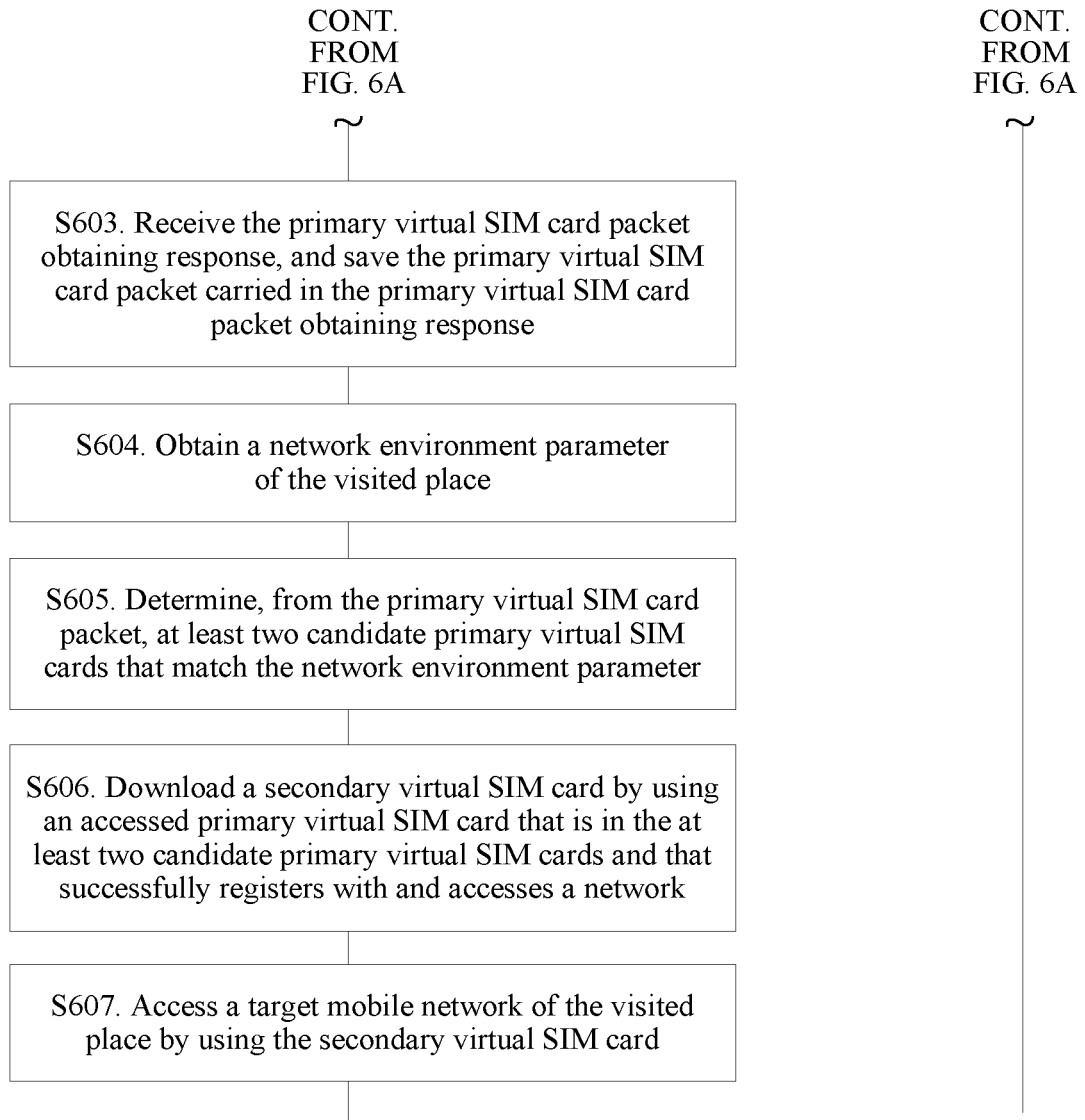 CONT.
FROM
FIG. 6A
CONT.
FROM
FIG. 6A
S603. Receive the primary virtual SIM card packet
obtaining response, and save the primary virtual SIM
card packet carried in the primary virtual SIM card
packet obtaining response
S604. Obtain a network environment parameter
of the visited place
S605. Determine, from the primary virtual SIM card
packet, at least two candidate primary virtual SIM
cards that match the network environment parameter
S606. Download a secondary virtual SIM card by using
an accessed primary virtual SIM card that is in the at
least two candidate primary virtual SIM cards and that
successfully registers with and accesses a network
S607. Access a target mobile network of the visited
place by using the secondary virtual SIM card